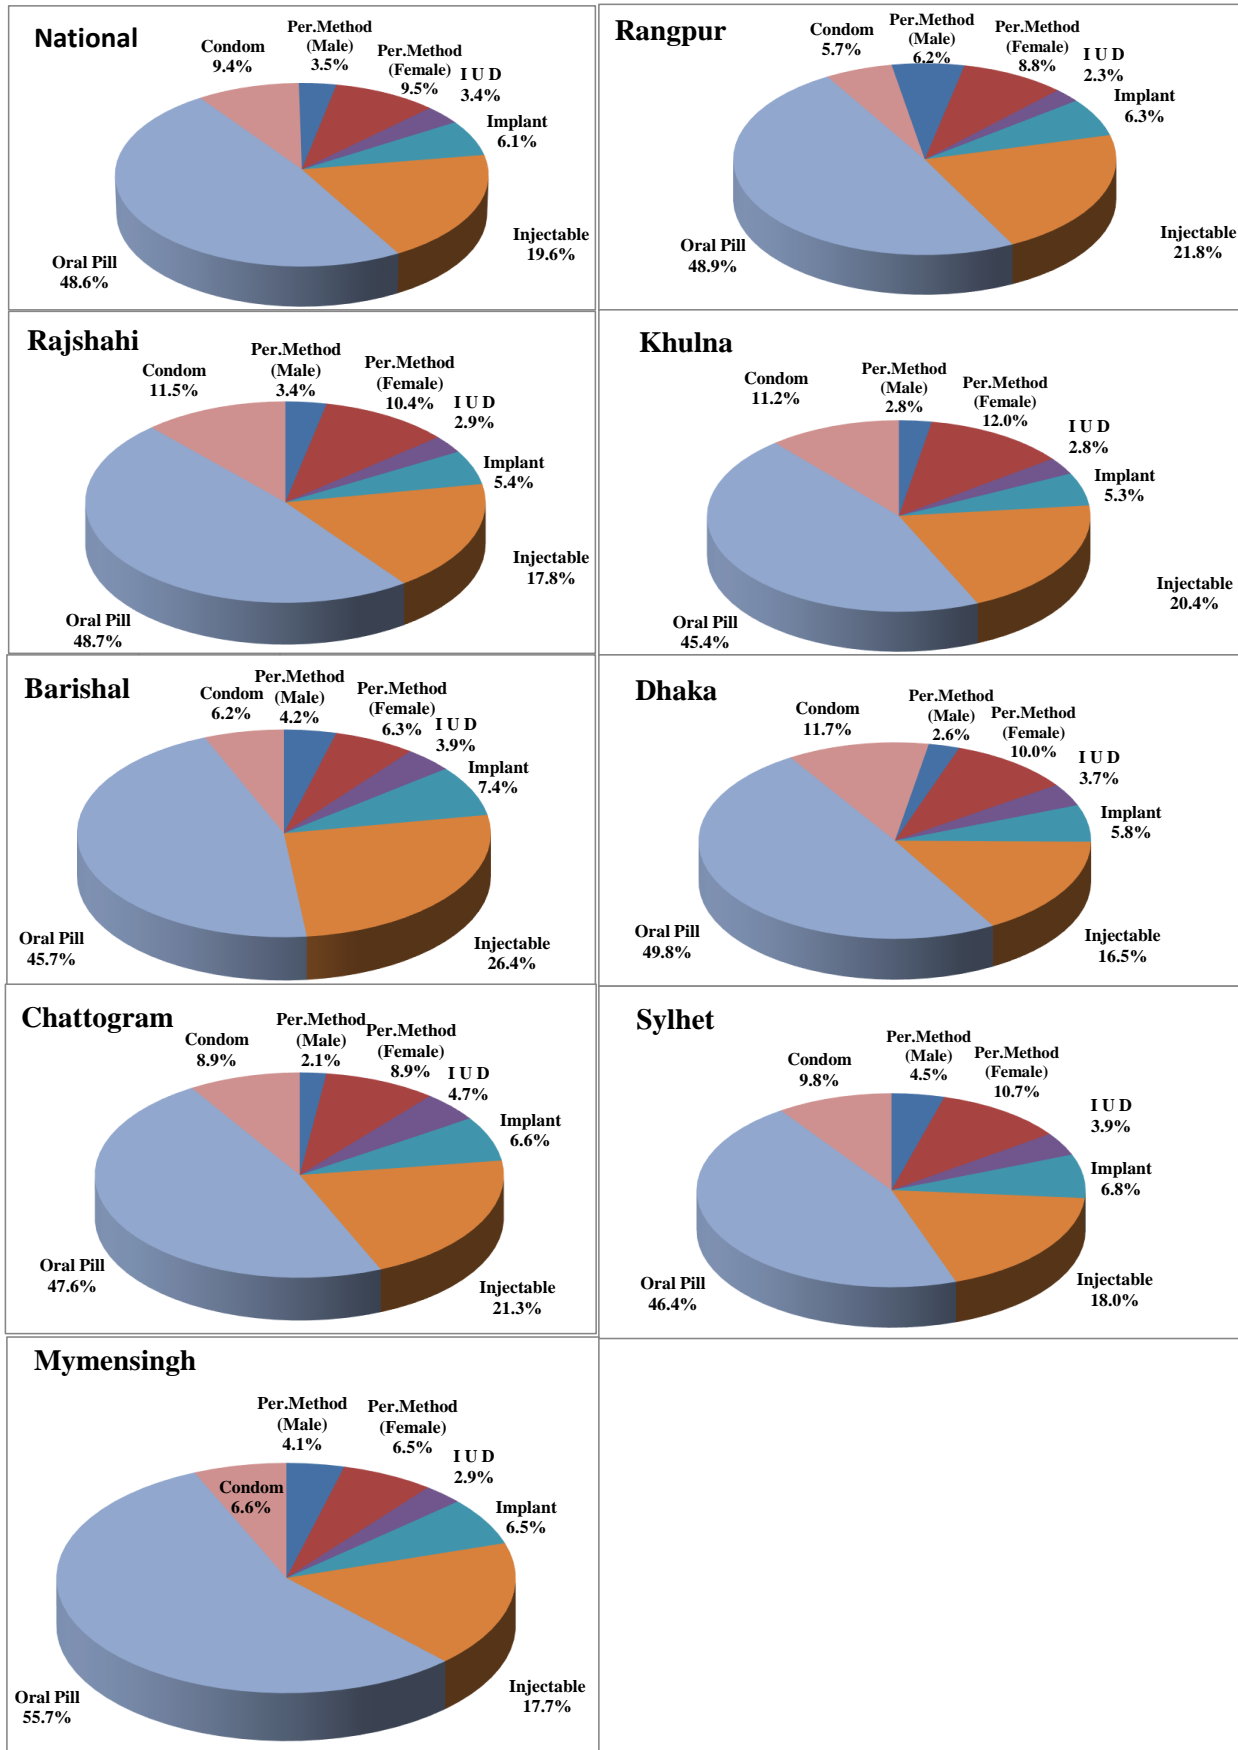 National
Condom
9.4%
Per.Method
(Male)
3.5%
Per.Method
(Female)
9.5%
I U D
3.4%
Implant
6.1%
Injectable
19.6%
Oral Pill
48.6%
Rangpur
Condom
5.7%
Per.Method
(Male)
6.2%
Per.Method
(Female)
8.8%
I U D
2.3%
Implant
6.3%
Injectable
21.8%
Oral Pill
48.9%
Rajshahi
Condom
11.5%
Per.Method
(Male)
3.4%
Per.Method
(Female)
10.4%
I U D
2.9%
Implant
5.4%
Injectable
17.8%
Oral Pill
48.7%
Khulna
Condom
11.2%
Per.Method
(Male)
2.8%
Per.Method
(Female)
12.0%
I U D
2.8%
Implant
5.3%
Injectable
20.4%
Oral Pill
45.4%
Barishal
Condom
6.2%
Per.Method
(Male)
4.2%
Per.Method
(Female)
6.3%
I U D
3.9%
Implant
7.4%
Injectable
26.4%
Oral Pill
45.7%
Dhaka
Condom
11.7%
Per.Method
(Male)
2.6%
Per.Method
(Female)
10.0%
I U D
3.7%
Implant
5.8%
Injectable
16.5%
Oral Pill
49.8%
Chattogram
Condom
8.9%
Per.Method
(Male)
2.1%
Per.Method
(Female)
8.9%
I U D
4.7%
Implant
6.6%
Injectable
21.3%
Oral Pill
47.6%
Sylhet
Condom
9.8%
Per.Method
(Male)
4.5%
Per.Method
(Female)
10.7%
I U D
3.9%
Implant
6.8%
Injectable
18.0%
Oral Pill
46.4%
Mymensingh
Condom
6.6%
Per.Method
(Male)
4.1%
Per.Method
(Female)
6.5%
I U D
2.9%
Implant
6.5%
Injectable
17.7%
Oral Pill
55.7%